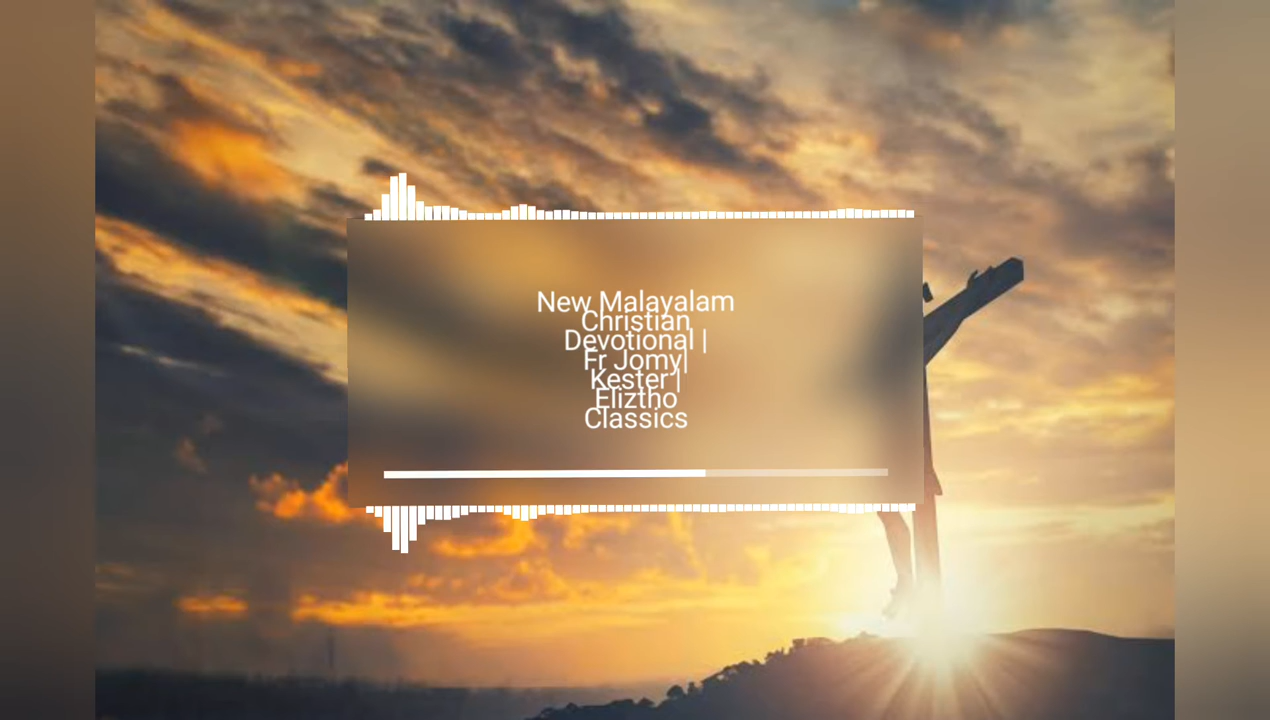 New Malayalam
Christian
Devotional |
Fr Jomy|
Kester |
Eliztho
Classics